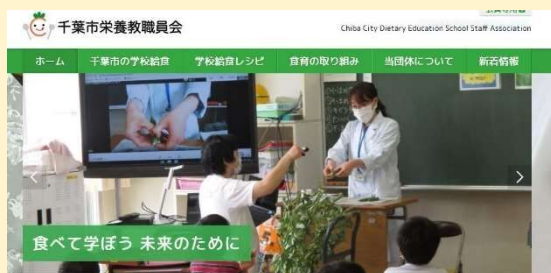 千葉市栄養教職員会
Chiba City Dietary Education School Staff Association
ホーム 千葉市の学校給食 学校給食レシピ 食育の取り組み 当団体について 新着情報
食べて学ぼう 未来のために